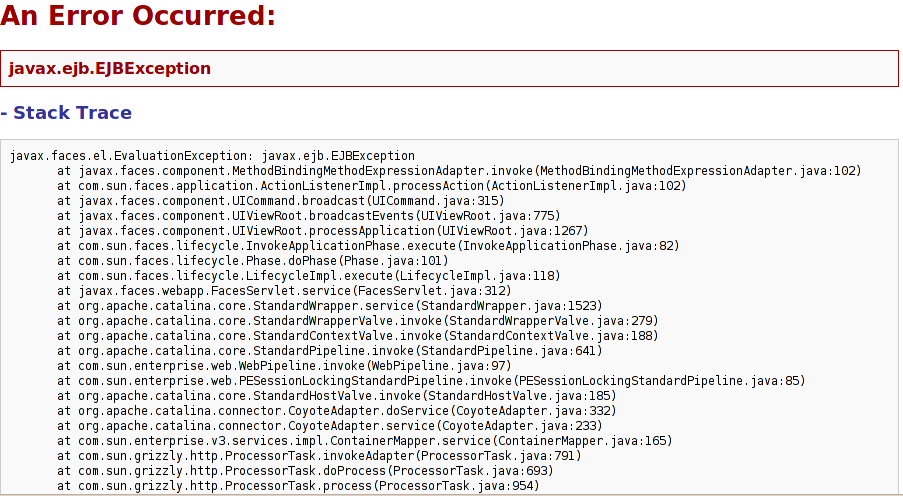 An Error Occurred:
javax.ejb.EJBException
- Stack Trace
javax.faces.el.EvaluationException: javax.ejb.EJBException
at javax.faces.component.MethodBindingMethodExpressionAdapter.invoke(MethodBindingMethodExpressionAdapter.java:102)
at com.sun.faces.application.ActionListenerImpl.processAction(ActionListenerImpl.java:102)
at javax.faces.component.UICommand.broadcast(UICommand.java:315)
at javax.faces.component.UIViewRoot.broadcastEvents(UIViewRoot.java:775)
at javax.faces.component.UIViewRoot.processApplication(UIViewRoot.java:1267)
at com.sun.faces.lifecycle.InvokeApplicationPhase.execute(InvokeApplicationPhase.java:82)
at com.sun.faces.lifecycle.Phase.doPhase(Phase.java:101)
at com.sun.faces.lifecycle.LifecycleImpl.execute(LifecycleImpl.java:118)
at javax.faces.webapp.FacesServlet.service(FacesServlet.java:312)
at org.apache.catalina.core.StandardWrapper.service(StandardWrapper.java:1523)
at org.apache.catalina.core.StandardWrapperValve.invoke(StandardWrapperValve.java:279)
at org.apache.catalina.core.StandardContextValve.invoke(StandardContextValve.java:188)
at org.apache.catalina.core.StandardPipeline.invoke(StandardPipeline.java:641)
at com.sun.enterprise.web.WebPipeline.invoke(WebPipeline.java:97)
at com.sun.enterprise.web.PESessionLockingStandardPipeline.invoke(PESessionLockingStandardPipeline.java:85)
at org.apache.catalina.core.StandardHostValve.invoke(StandardHostValve.java:185)
at org.apache.catalina.connector.CoyoteAdapter.doService(CoyoteAdapter.java:332)
at org.apache.catalina.connector.CoyoteAdapter.service(CoyoteAdapter.java:233)
at com.sun.enterprise.v3.services.impl.ContainerMapper.service(ContainerMapper.java:165)
at com.sun.grizzly.http.ProcessorTask.invokeAdapter(ProcessorTask.java:791)
at com.sun.grizzly.http.ProcessorTask.doProcess(ProcessorTask.java:693)
at com.sun.grizzly.http.ProcessorTask.process(ProcessorTask.java:954)